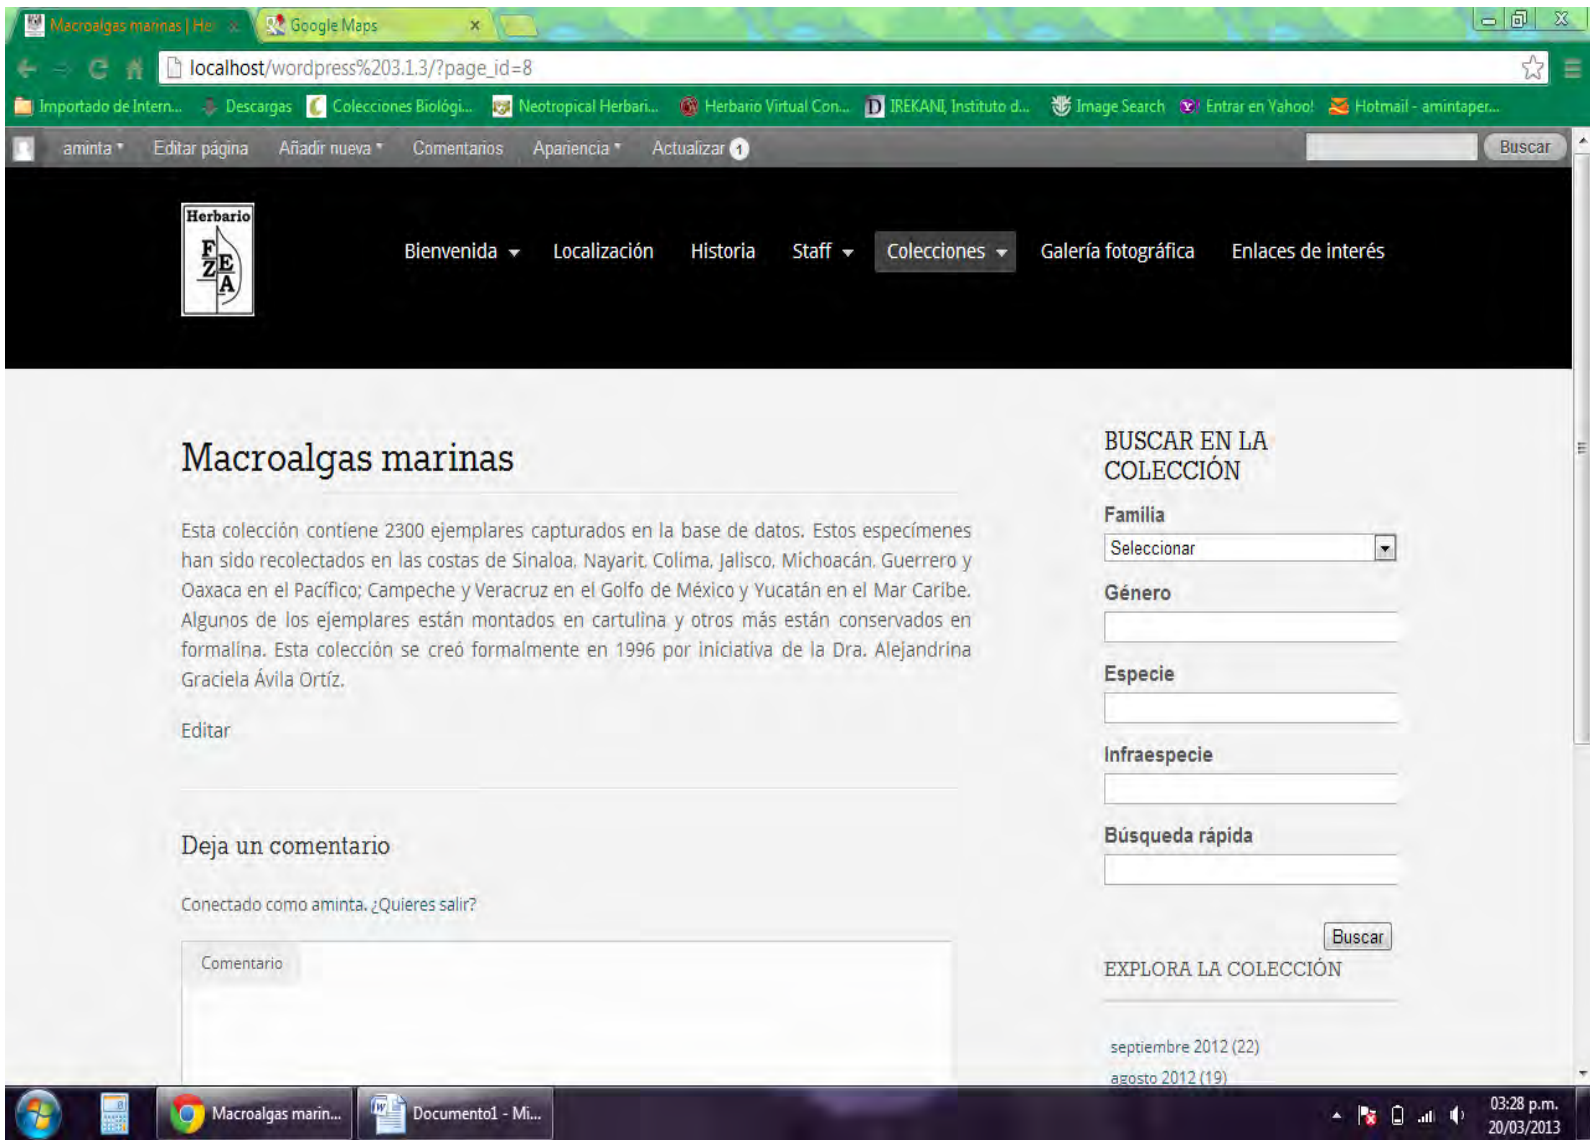 Macroalgas marinas | He
Google Maps
localhost/wordpress%203.1.3/?page_id=8
Importado de Intern... Descargas Colecciones Biológi... Neotropical Herbari... Herbario Virtual Con... IREKANI, Instituto d... Image Search Entrar en Yahoo! Hotmail - amintaper...
aminta Editar página Añadir nueva Comentarios Apariencia Actualizar 1 Buscar
Herbario
FZ
EA
Bienvenida Localización Historia Staff Colecciones Galería fotográfica Enlaces de interés
Macroalgas marinas
Esta colección contiene 2300 ejemplares capturados en la base de datos. Estos especímenes
han sido recolectados en las costas de Sinaloa, Nayarit, Colima, Jalisco, Michoacán, Guerrero y
Oaxaca en el Pacífico; Campeche y Veracruz en el Golfo de México y Yucatán en el Mar Caribe.
Algunos de los ejemplares están montados en cartulina y otros más están conservados en
formalina. Esta colección se creó formalmente en 1996 por iniciativa de la Dra. Alejandrina
Graciela Ávila Ortíz.
Editar
Deja un comentario
Conectado como aminta. ¿Quieres salir?
Comentario
BUSCAR EN LA
COLECCIÓN
Familia
Seleccionar
Género
Especie
Infraespecie
Búsqueda rápida
Buscar
EXPLORA LA COLECCIÓN
septiembre 2012 (22)
agosto 2012 (19)
Macroalgas marin...
Documento1 - Mi...
03:28 p.m.
20/03/2013